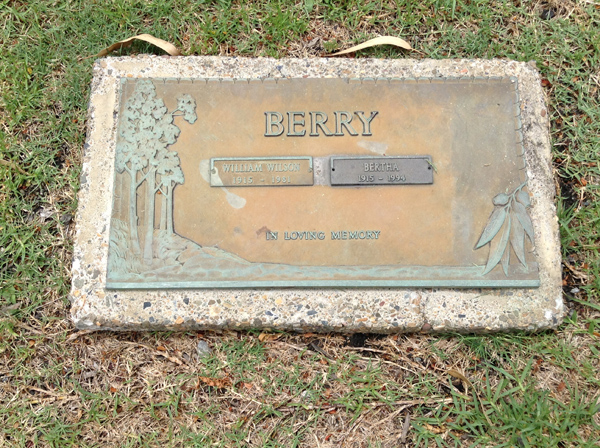 BERRY
WILLIAM WILSON
1915 - 1981
BERTHA
1915 - 1994
IN LOVING MEMORY